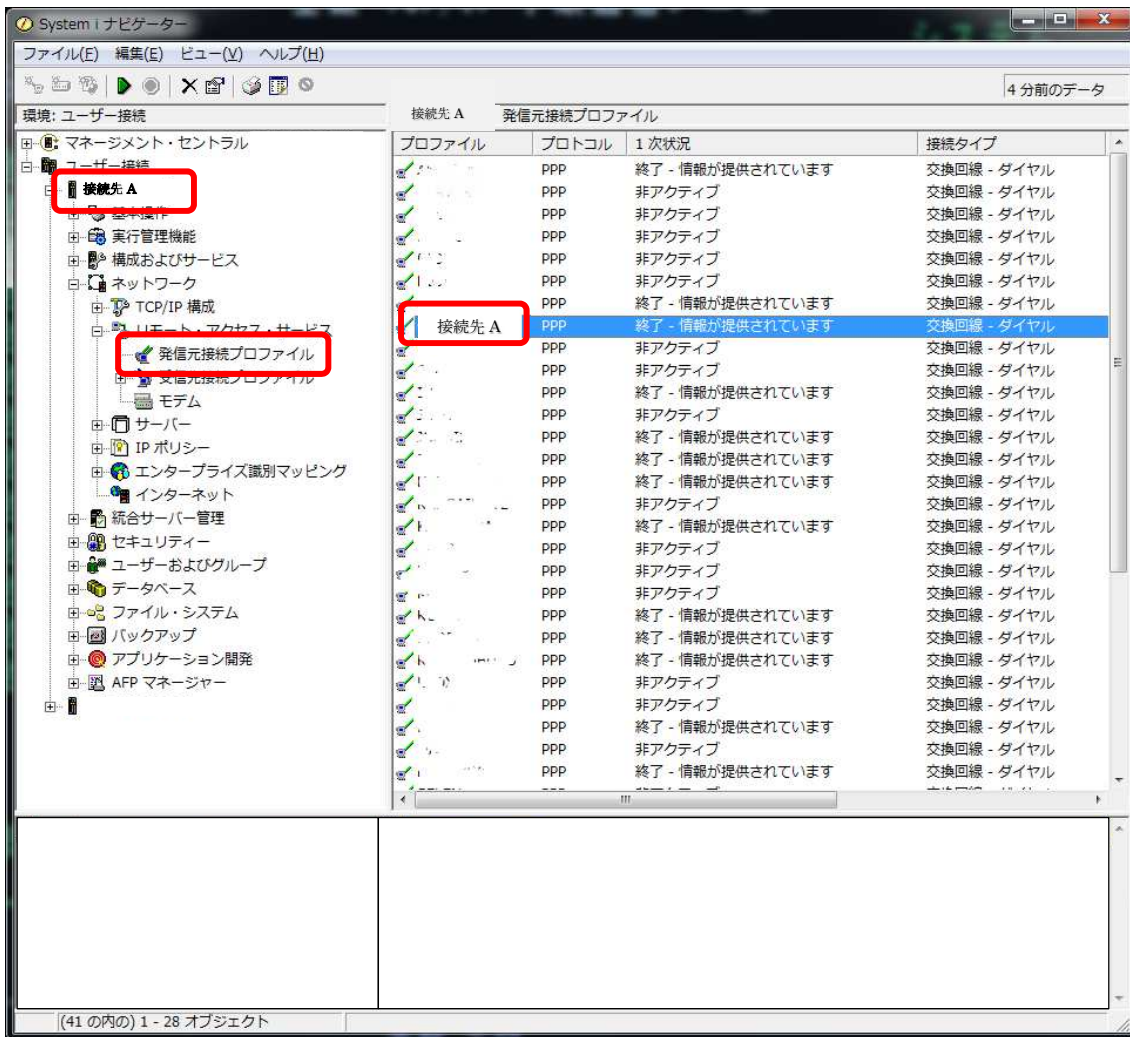 System i ナビゲーター
ファイル(F) 編集(E) ビュー(V) ヘルプ(H)
4 分前のデータ
環境: ユーザー接続
接続先 A 発信元接続プロファイル
マネージメント・セントラル
ユーザー接続
接続先 A
基本操作
実行管理機能
構成およびサービス
ネットワーク
TCP/IP 構成
リモート・アクセス・サービス
発信元接続プロファイル
受信元接続プロファイル
モデム
サーバー
IP ポリシー
エンタープライズ識別マッピング
インターネット
統合サーバー管理
セキュリティー
ユーザーおよびグループ
データベース
ファイル・システム
バックアップ
アプリケーション開発
AFP マネージャー
プロファイル プロトコル 1 次状況 接続タイプ
PPP 終了 - 情報が提供されています 交換回線 - ダイヤル
PPP 非アクティブ 交換回線 - ダイヤル
PPP 非アクティブ 交換回線 - ダイヤル
PPP 非アクティブ 交換回線 - ダイヤル
PPP 非アクティブ 交換回線 - ダイヤル
PPP 非アクティブ 交換回線 - ダイヤル
PPP 終了 - 情報が提供されています 交換回線 - ダイヤル
接続先 A PPP 終了 - 情報が提供されています 交換回線 - ダイヤル
PPP 非アクティブ 交換回線 - ダイヤル
PPP 非アクティブ 交換回線 - ダイヤル
PPP 終了 - 情報が提供されています 交換回線 - ダイヤル
PPP 非アクティブ 交換回線 - ダイヤル
PPP 終了 - 情報が提供されています 交換回線 - ダイヤル
PPP 終了 - 情報が提供されています 交換回線 - ダイヤル
PPP 終了 - 情報が提供されています 交換回線 - ダイヤル
PPP 非アクティブ 交換回線 - ダイヤル
PPP 終了 - 情報が提供されています 交換回線 - ダイヤル
PPP 非アクティブ 交換回線 - ダイヤル
PPP 非アクティブ 交換回線 - ダイヤル
PPP 非アクティブ 交換回線 - ダイヤル
PPP 終了 - 情報が提供されています 交換回線 - ダイヤル
PPP 終了 - 情報が提供されています 交換回線 - ダイヤル
PPP 終了 - 情報が提供されています 交換回線 - ダイヤル
PPP 非アクティブ 交換回線 - ダイヤル
PPP 非アクティブ 交換回線 - ダイヤル
PPP 終了 - 情報が提供されています 交換回線 - ダイヤル
PPP 非アクティブ 交換回線 - ダイヤル
PPP 終了 - 情報が提供されています 交換回線 - ダイヤル
(41 の内の) 1 - 28 オブジェクト